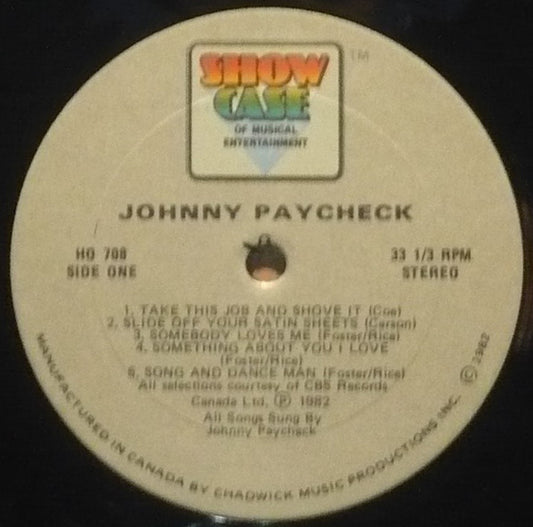 SHOW
CASE
OF MUSICAL
ENTERTAINMENT
TM
JOHNNY PAYCHECK
HQ 708
SIDE ONE
33 1/3 RPM
STEREO
1. TAKE THIS JOB AND SHOVE IT (Coe)
2. SLIDE OFF YOUR SATIN SHEETS (Carson)
3. SOMEBODY LOVES ME (Foster/Rice)
4. SOMETHING ABOUT YOU I LOVE
(Foster/Rice)
5. SONG AND DANCE MAN (Foster/Rice)
All selections courtesy of CBS Records
Canada Ltd. Ⓟ 1982
All Songs Sung By
Johnny Paycheck
MANUFACTURED IN CANADA BY CHADWICK MUSIC PRODUCTIONS INC. © 1982